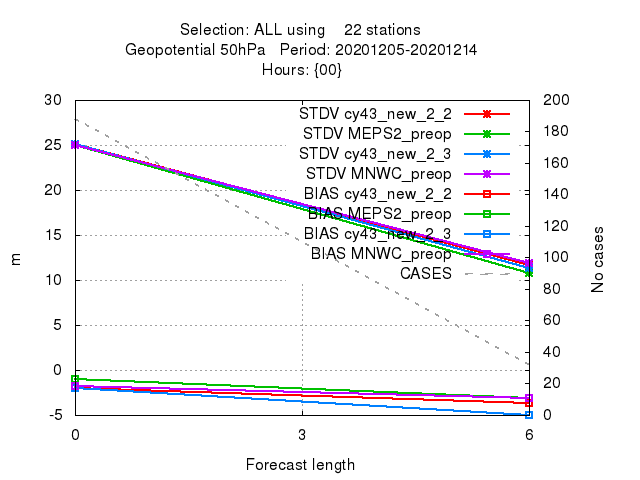 Selection: ALL using    22 stations
Geopotential 50hPa   Period: 20201205-20201214
Hours: {00}
30
25
20
15
10
5
0
-5
m
200
180
160
140
120
100
80
60
40
20
0
No cases
STDV cy43_new_2_2
STDV MEPS2_preop
STDV cy43_new_2_3
STDV MNWC_preop
BIAS cy43_new_2_2
BIAS MEPS2_preop
BIAS cy43_new_2_3
BIAS MNWC_preop
CASES
0
3
6
Forecast length